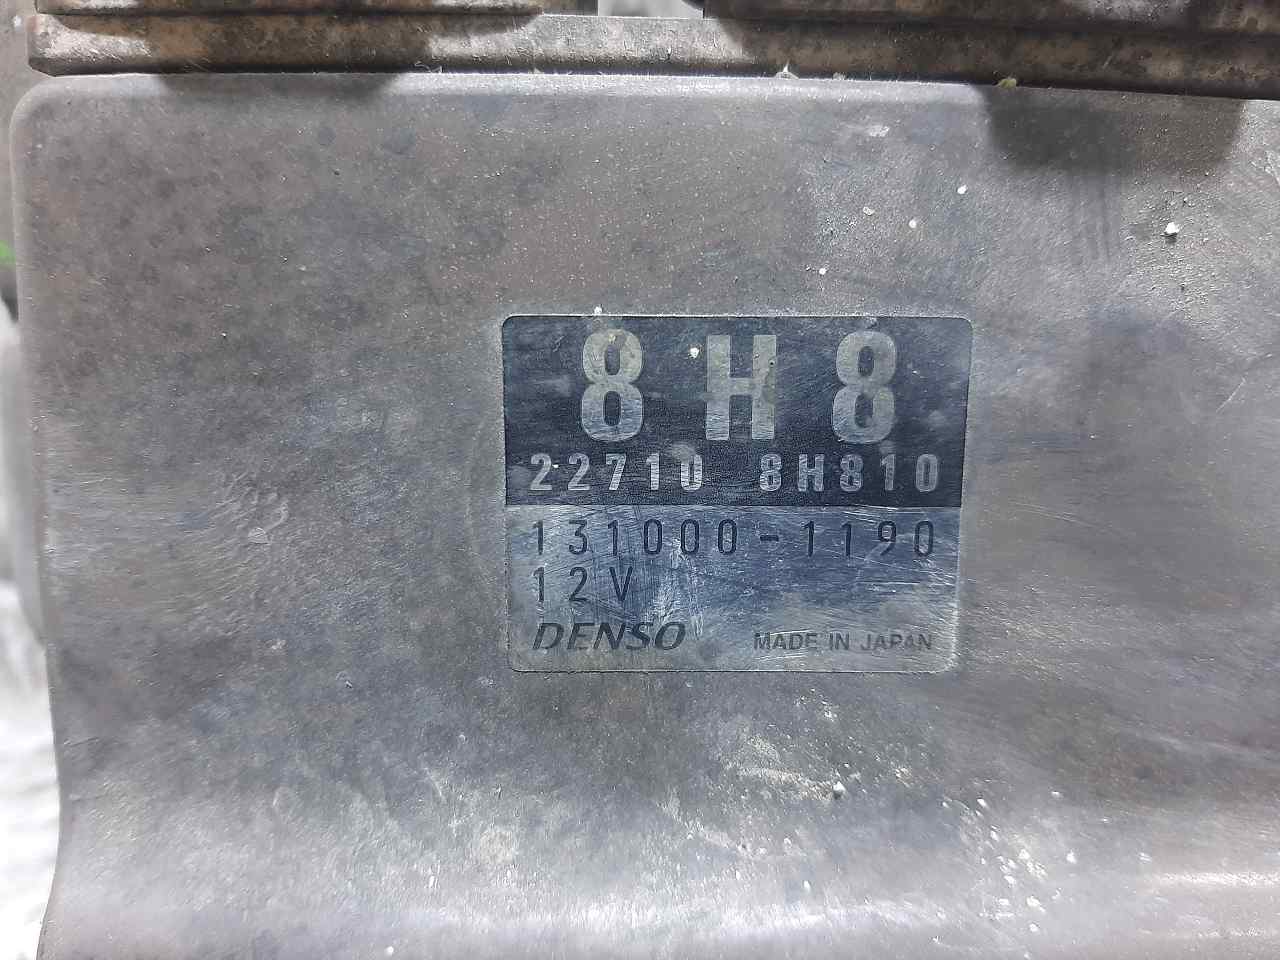 8H8
22710 8H810
131000-1190
12V
DENSO MADE IN JAPAN